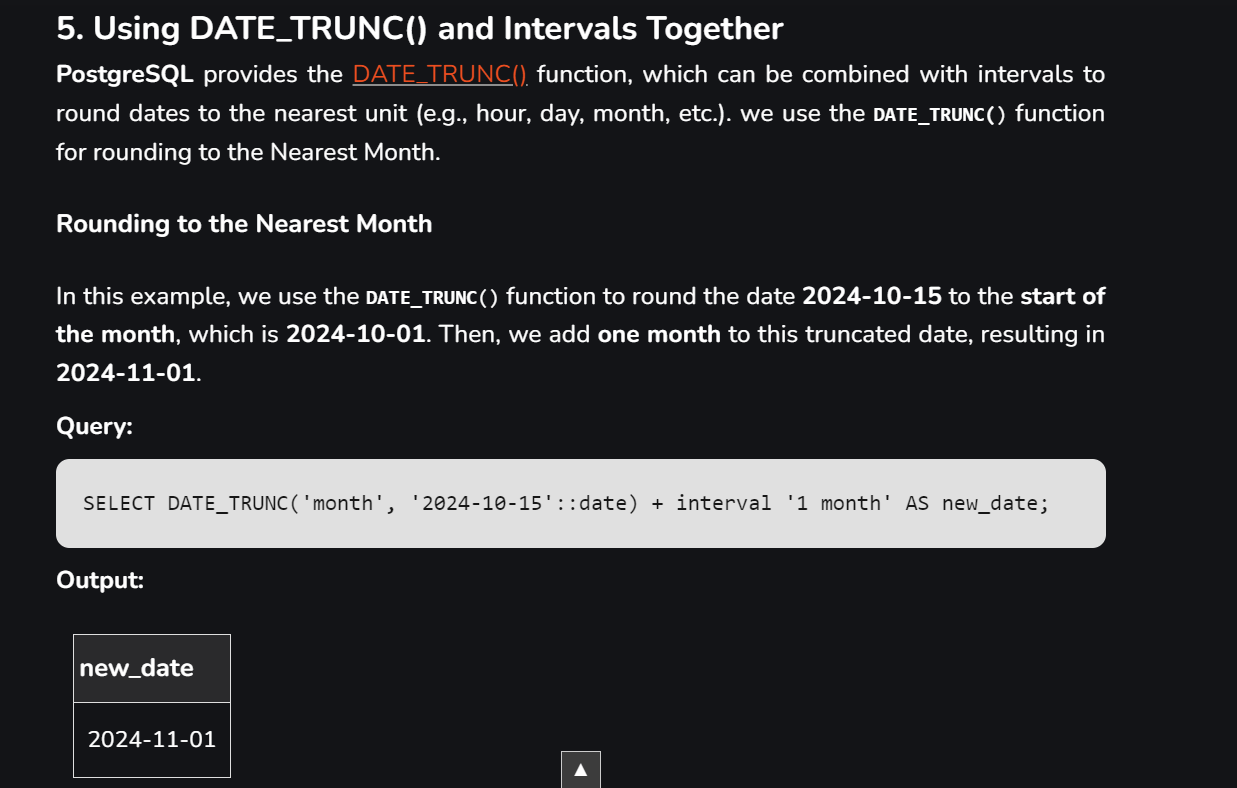 5. Using DATE_TRUNC() and Intervals Together
PostgreSQL provides the DATE_TRUNC() function, which can be combined with intervals to
round dates to the nearest unit (e.g., hour, day, month, etc.). we use the DATE_TRUNC() function
for rounding to the Nearest Month.
Rounding to the Nearest Month
In this example, we use the DATE_TRUNC() function to round the date 2024-10-15 to the start of
the month, which is 2024-10-01. Then, we add one month to this truncated date, resulting in
2024-11-01.
Query:
SELECT DATE_TRUNC('month', '2024-10-15'::date) + interval '1 month' AS new_date;
Output:
new_date
2024-11-01